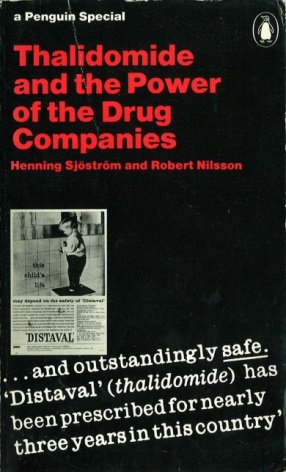 a Penguin Special
Thalidomide
and the Power
of the Drug
Companies
Henning Sjöström and Robert Nilsson
this
child's
life
may depend on the safety of 'Distaval'
'DISTAVAL'
...and outstandingly safe.
'Distaval' (thalidomide) has
been prescribed for nearly
three years in this country'